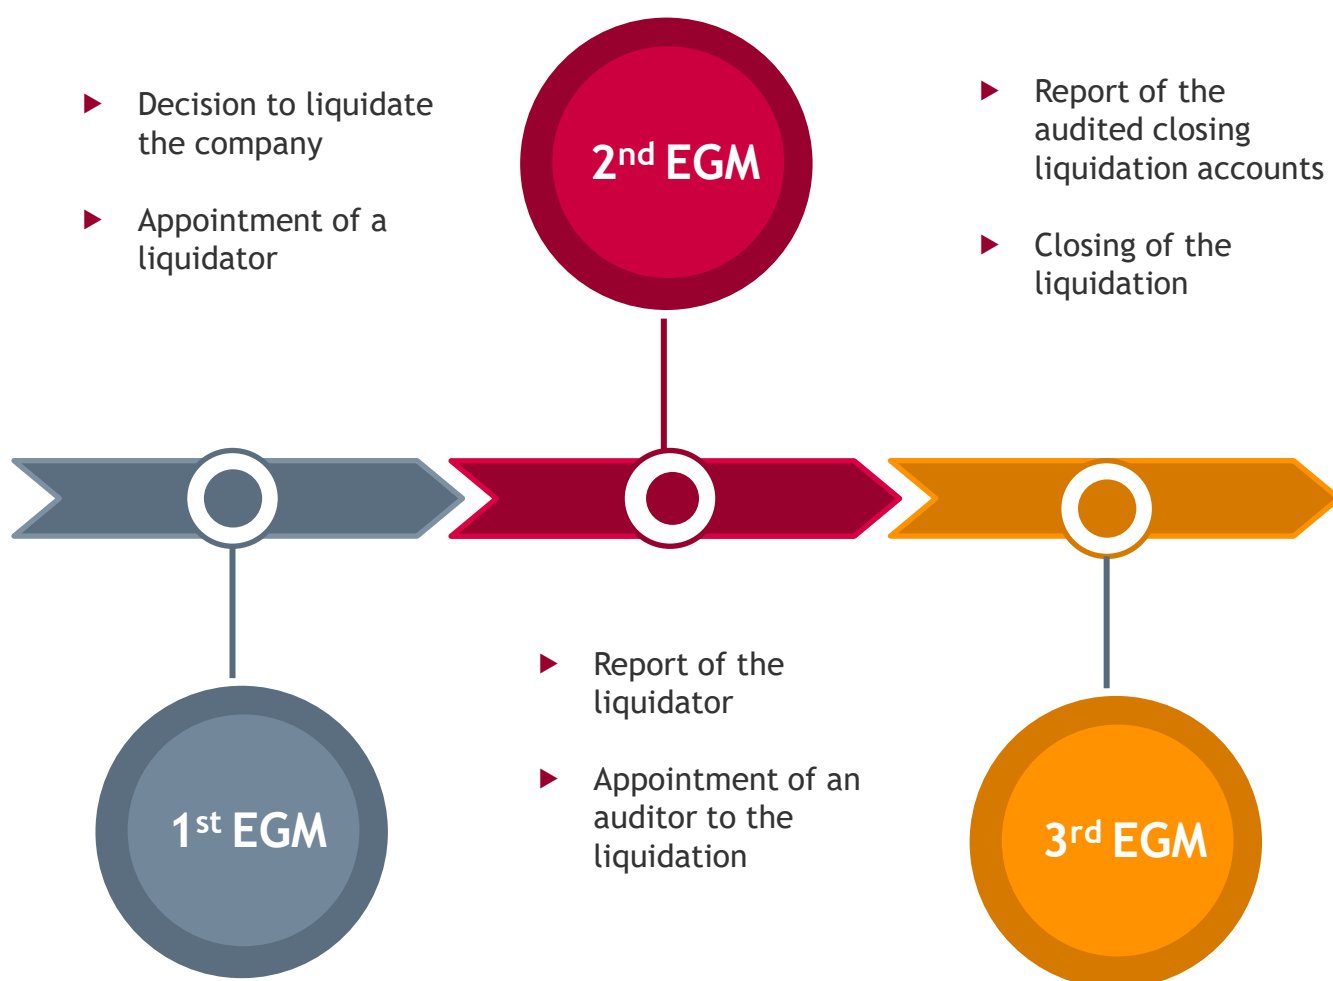 Decision to liquidate
the company
Appointment of a
liquidator
2nd EGM
Report of the
audited closing
liquidation accounts
Closing of the
liquidation
1st EGM
Report of the
liquidator
Appointment of an
auditor to the
liquidation
3rd EGM